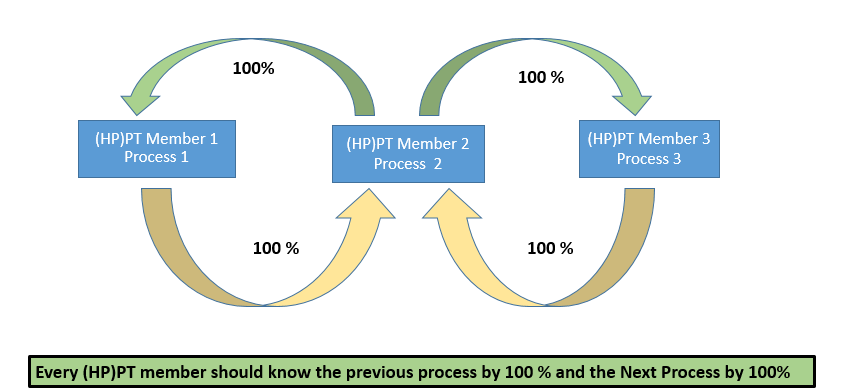 100%
100 %
(HP)PT Member 1
Process 1
(HP)PT Member 2
Process  2
(HP)PT Member 3
Process 3
100 %
100 %
Every (HP)PT member should know the previous process by 100 % and the Next Process by 100%